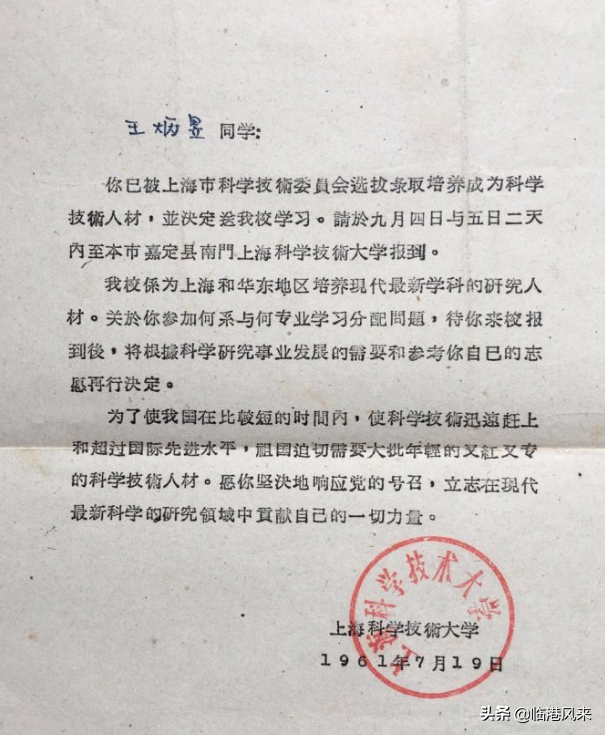 王炳昱 同学:
你已被上海市科学技術委員会选拔录取培养成为科学
技術人材，並決定送我校学习。請於九月四日与五日二天
內至本市嘉定县南門上海科学技術大学报到。
我校係为上海和华东地区培养现代最新学科的研究人
材。关於你参加何系与何专业学习分配問題，待你来校报
到後，将根據科学研究事业发展的需要和参考你自己的志
愿再行決定。
为了使我国在比較短的时間內，使科学技術迅速赶上
和超过国际先进水平，祖国迫切需要大批年輕的又紅又专
的科学技術人材。愿你坚決地响应党的号召，立志在现代
最新科学的研究領域中貢献自己的一切力量。
上海科学技术大学
上海科学技術大学
1961年7月19日
头条 @临港风来